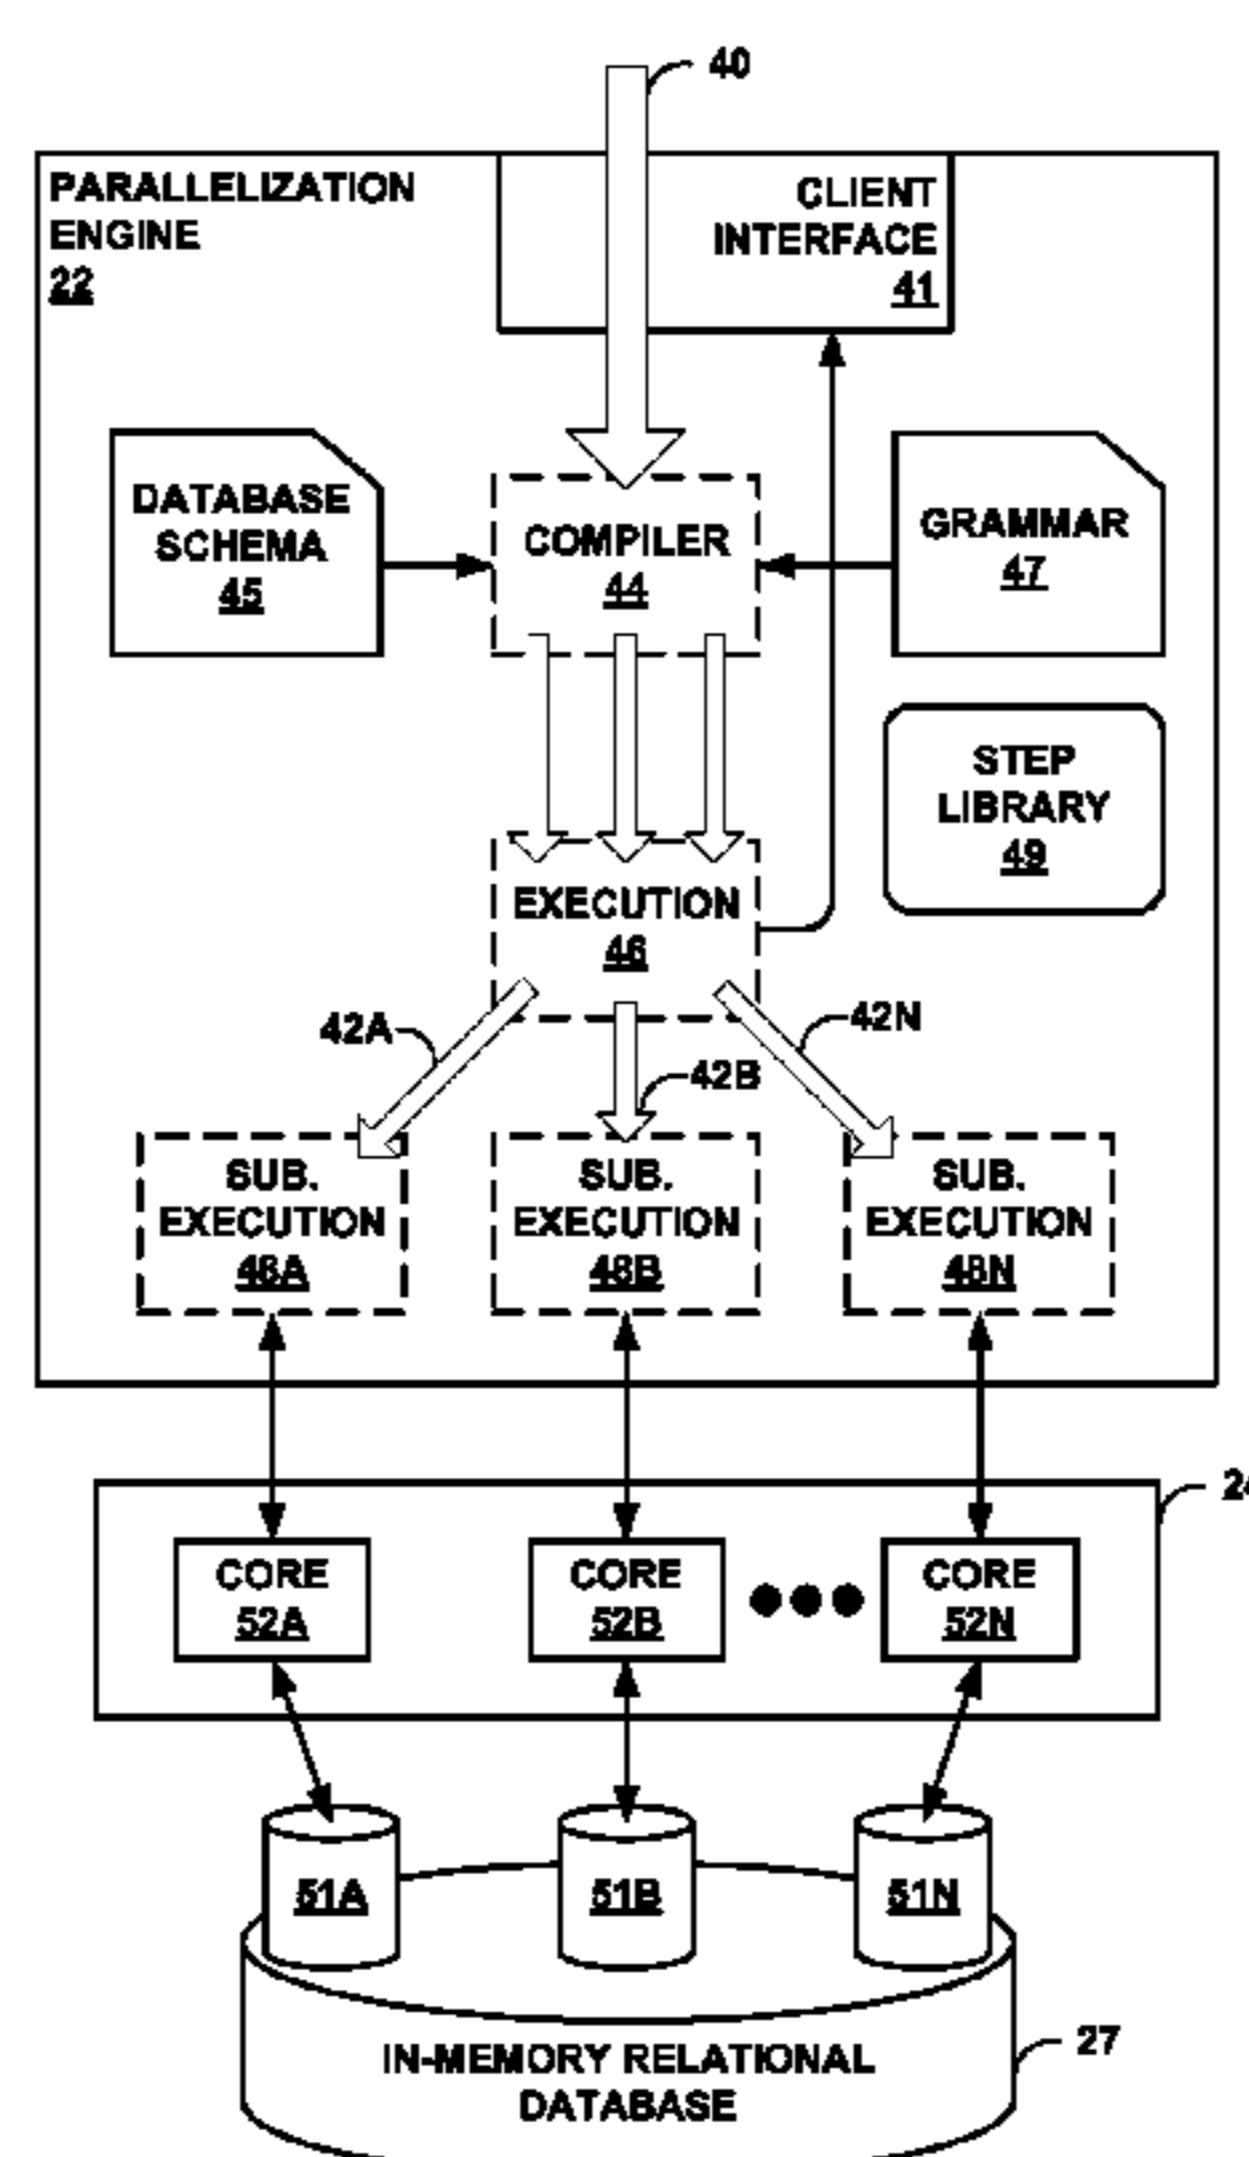 40
PARALLELIZATION
ENGINE
22
CLIENT
INTERFACE
41
DATABASE
SCHEMA
45
COMPILER
44
GRAMMAR
47
STEP
LIBRARY
49
EXECUTION
46
42A
42B
42N
SUB.
EXECUTION
48A
SUB.
EXECUTION
48B
SUB.
EXECUTION
48N
CORE
52A
CORE
52B
CORE
52N
51A
51B
51N
IN-MEMORY RELATIONAL
DATABASE
27